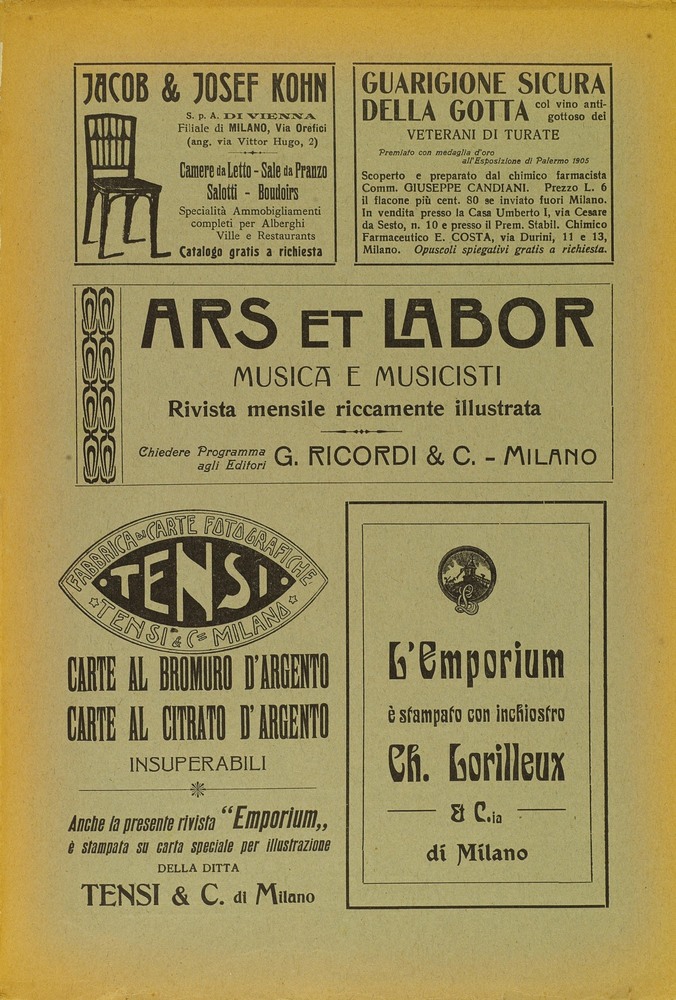 JACOB & JOSEF KOHN
S. p. A. DI VIENNA
Filiale di MILANO, Via Orefici
(ang. via Vittor Hugo, 2)
Camere da Letto - Sale da Pranzo
Salotti - Boudoirs
Specialità Ammobigliamenti
completi per Alberghi
Ville e Restaurants
Catalogo gratis a richiesta
GUARIGIONE SICURA
DELLA GOTTA col vino anti-
gottoso dei
VETERANI DI TURATE
Premiato con medaglia d'oro
all'Esposizione di Palermo 1905
Scoperto e preparato dal chimico farmacista
Comm. GIUSEPPE CANDIANI. Prezzo L. 6
il flacone più cent. 80 se inviato fuori Milano.
In vendita presso la Casa Umberto I, via Cesare
da Sesto, n. 10 e presso il Prem. Stabil. Chimico
Farmaceutico E. COSTA, via Durini, 11 e 13,
Milano. Opuscoli spiegativi gratis a richiesta.
ARS ET LABOR
MUSICA E MUSICISTI
Rivista mensile riccamente illustrata
Chiedere Programma
agli Editori G. RICORDI & C. - MILANO
FABBRICA DI CARTE FOTOGRAFICHE
TENSI
TENSI & Cº MILANO
CARTE AL BROMURO D'ARGENTO
CARTE AL CITRATO D'ARGENTO
INSUPERABILI
Anche la presente rivista "Emporium,,
è stampata su carta speciale per illustrazione
DELLA DITTA
TENSI & C. di Milano
L'Emporium
è stampato con inchiostro
Ch. Lorilleux
& C.ia
di Milano